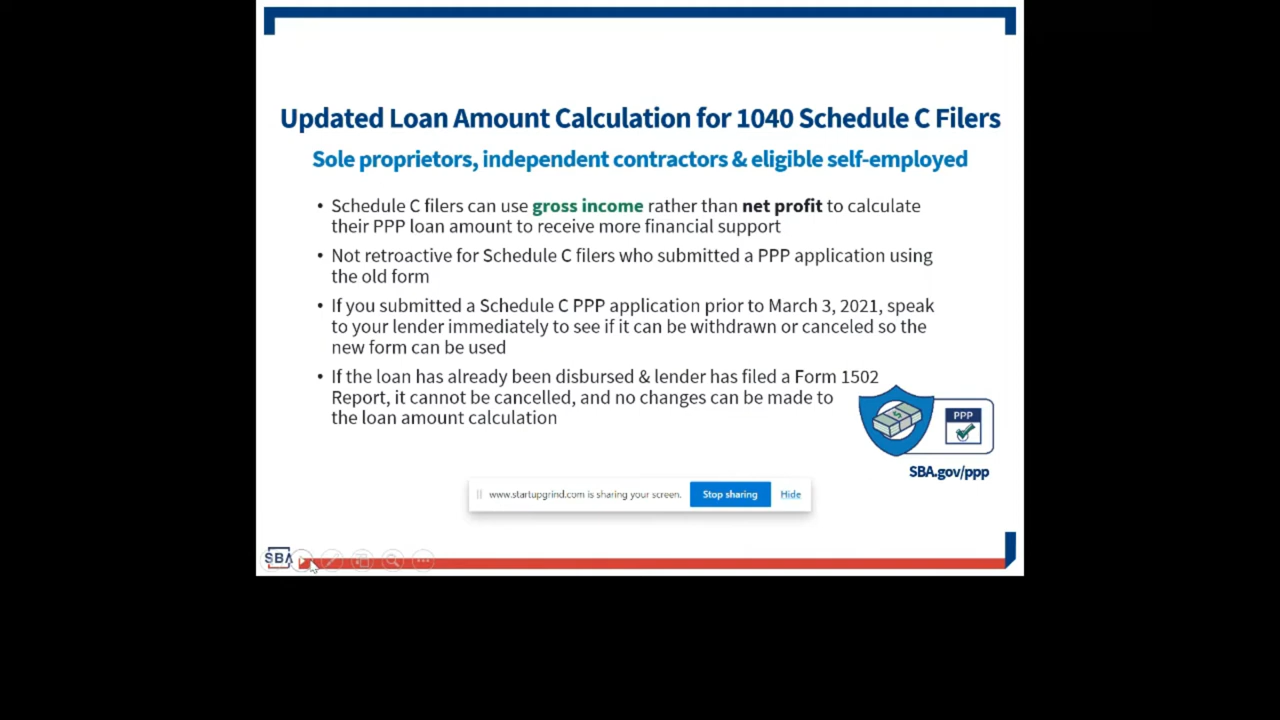 Updated Loan Amount Calculation for 1040 Schedule C Filers
Sole proprietors, independent contractors & eligible self-employed
• Schedule C filers can use gross income rather than net profit to calculate
their PPP loan amount to receive more financial support
• Not retroactive for Schedule C filers who submitted a PPP application using
the old form
• If you submitted a Schedule C PPP application prior to March 3, 2021, speak
to your lender immediately to see if it can be withdrawn or canceled so the
new form can be used
• If the loan has already been disbursed & lender has filed a Form 1502
Report, it cannot be cancelled, and no changes can be made to
the loan amount calculation
PPP
SBA.gov/ppp
www.startupgrind.com is sharing your screen.
Stop sharing
Hide
SBA